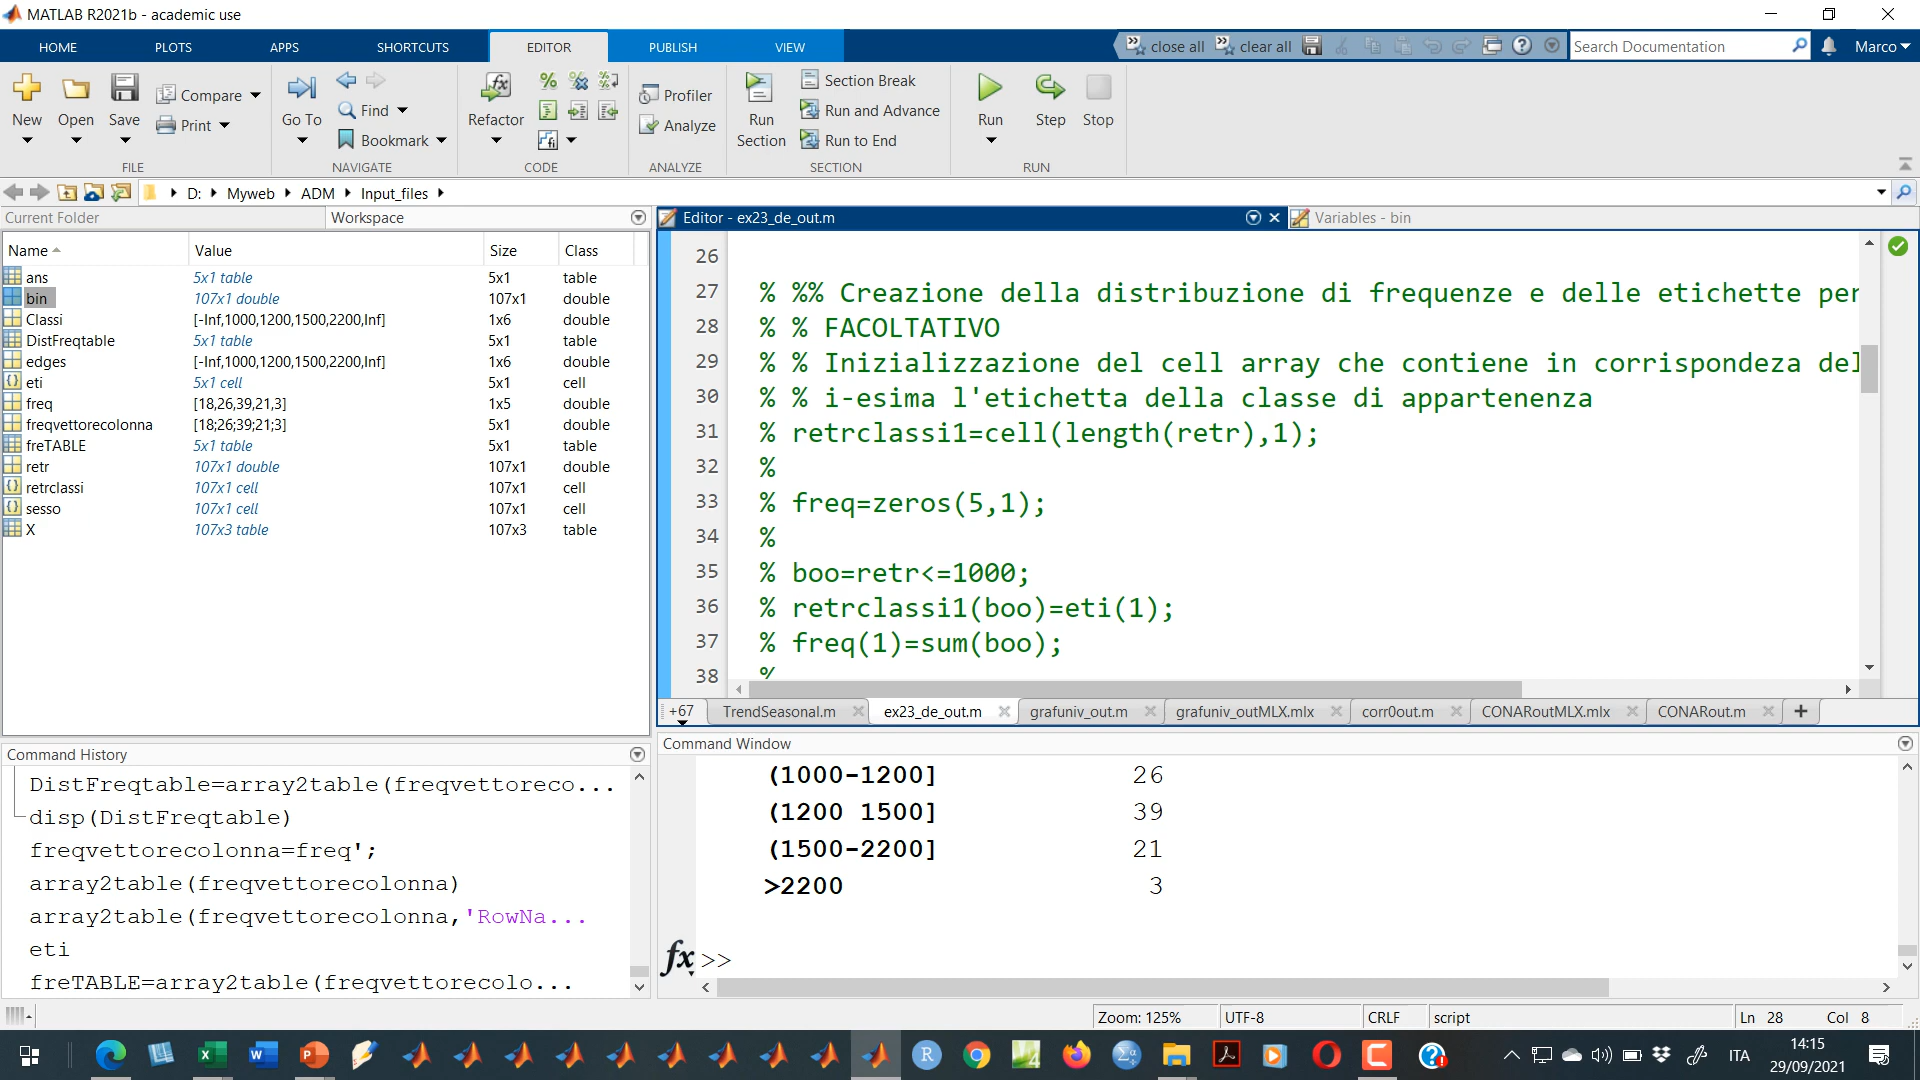 MATLAB R2021b - academic use
HOME PLOTS APPS SHORTCUTS EDITOR PUBLISH VIEW close all clear all Search Documentation Marco
New Open Save Compare Print Go To Find Bookmark Refactor Profiler Analyze Run Section Section Break Run and Advance Run to End Run Step Stop
FILE NAVIGATE CODE ANALYZE SECTION RUN
D: Myweb ADM Input_files
Current Folder Workspace
Name Value Size Class
ans 5x1 table 5x1 table
bin 107x1 double 107x1 double
Classi [-Inf,1000,1200,1500,2200,Inf] 1x6 double
DistFreqtable 5x1 table 5x1 table
edges [-Inf,1000,1200,1500,2200,Inf] 1x6 double
eti 5x1 cell 5x1 cell
freq [18,26,39,21,3] 1x5 double
freqvettorecolonna [18;26;39;21;3] 5x1 double
freTABLE 5x1 table 5x1 table
retr 107x1 double 107x1 double
retrclassi 107x1 cell 107x1 cell
sesso 107x1 cell 107x1 cell
X 107x3 table 107x3 table
Editor - ex23_de_out.m Variables - bin
26
27 % %% Creazione della distribuzione di frequenze e delle etichette per
28 % % FACOLTATIVO
29 % % Inizializzazione del cell array che contiene in corrispondeza del
30 % % i-esima l'etichetta della classe di appartenenza
31 % retrclassi1=cell(length(retr),1);
32 %
33 % freq=zeros(5,1);
34 %
35 % boo=retr<=1000;
36 % retrclassi1(boo)=eti(1);
37 % freq(1)=sum(boo);
38 %
+67 TrendSeasonal.m ex23_de_out.m grafuniv_out.m grafuniv_outMLX.mlx corr0out.m CONARoutMLX.mlx CONARout.m
Command History
DistFreqtable=array2table(freqvettoreco...
disp(DistFreqtable)
freqvettorecolonna=freq';
array2table(freqvettorecolonna)
array2table(freqvettorecolonna,'RowNa...
eti
freTABLE=array2table(freqvettorecolo...
Command Window
(1000-1200] 26
(1200 1500] 39
(1500-2200] 21
>2200 3
fx >>
Zoom: 125% UTF-8 CRLF script Ln 28 Col 8
ITA 14:15
29/09/2021